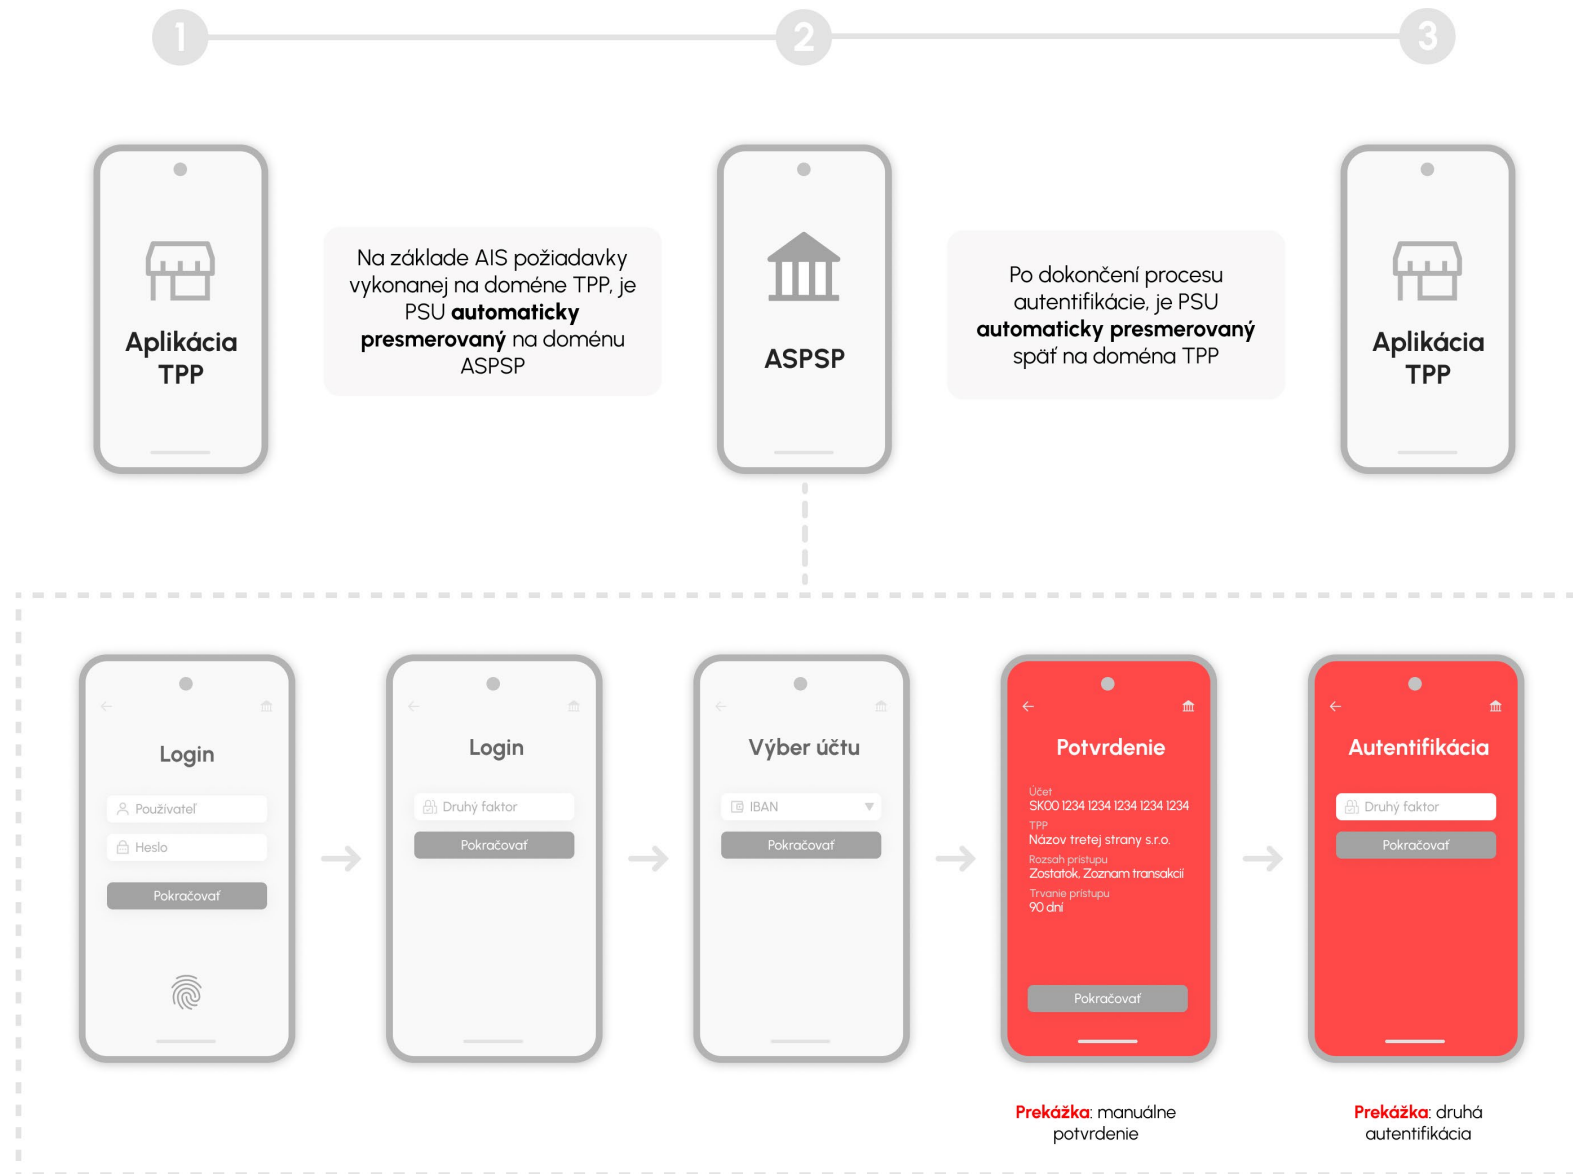 1
2
3
Aplikácia
TPP
Na základe AIS požiadavky
vykonanej na doméne TPP, je
PSU automaticky
presmerovaný na doménu
ASPSP
ASPSP
Po dokončení procesu
autentifikácie, je PSU
automaticky presmerovaný
späť na doména TPP
Aplikácia
TPP
Login
Používateľ
Heslo
Pokračovať
Login
Druhý faktor
Pokračovať
Výber účtu
IBAN
Pokračovať
Potvrdenie
Účet
SK00 1234 1234 1234 1234 1234
TPP
Názov tretej strany s.r.o.
Rozsah prístupu
Zostatok, Zoznam transakcií
Trvanie prístupu
90 dní
Pokračovať
Prekážka: manuálne
potvrdenie
Autentifikácia
Druhý faktor
Pokračovať
Prekážka: druhá
autentifikácia